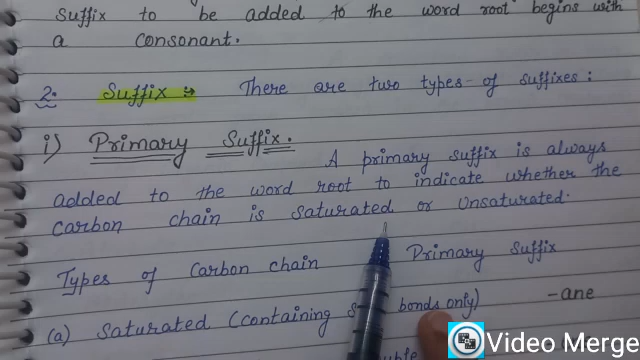 suffix to be added to the word root begins with
a consonant.
2. Suffix :- There are two types of suffixes :
i) Primary Suffix.
A primary suffix is always
added to the word root to indicate whether the
carbon chain is saturated or unsaturated.
Types of Carbon chain Primary Suffix
(a) Saturated (containing bonds only) -ane
Video Merge